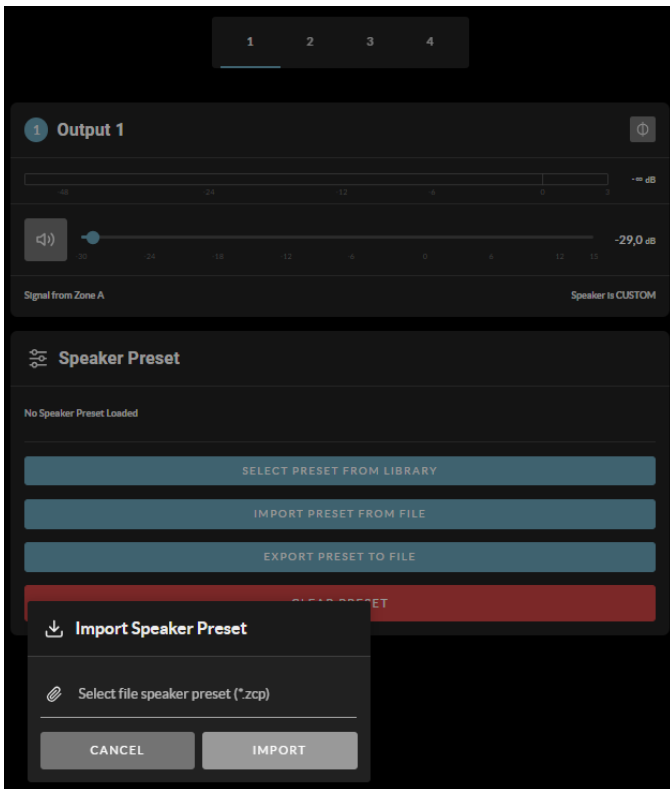 1 2 3 4
1 Output 1
-∞ dB
-48 -24 -12 -6 0 3
-29,0 dB
-30 -24 -18 -12 -6 0 6 12 15
Signal from Zone A Speaker is CUSTOM
Speaker Preset
No Speaker Preset Loaded
SELECT PRESET FROM LIBRARY
IMPORT PRESET FROM FILE
EXPORT PRESET TO FILE
CLEAR PRESET
Import Speaker Preset
Select file speaker preset (*.zcp)
CANCEL IMPORT